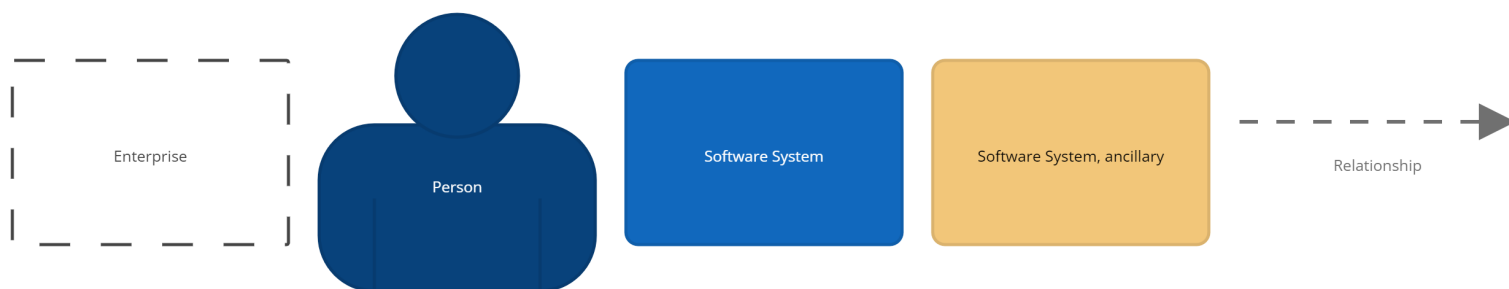 Enterprise
Person
Software System
Software System, ancillary
Relationship